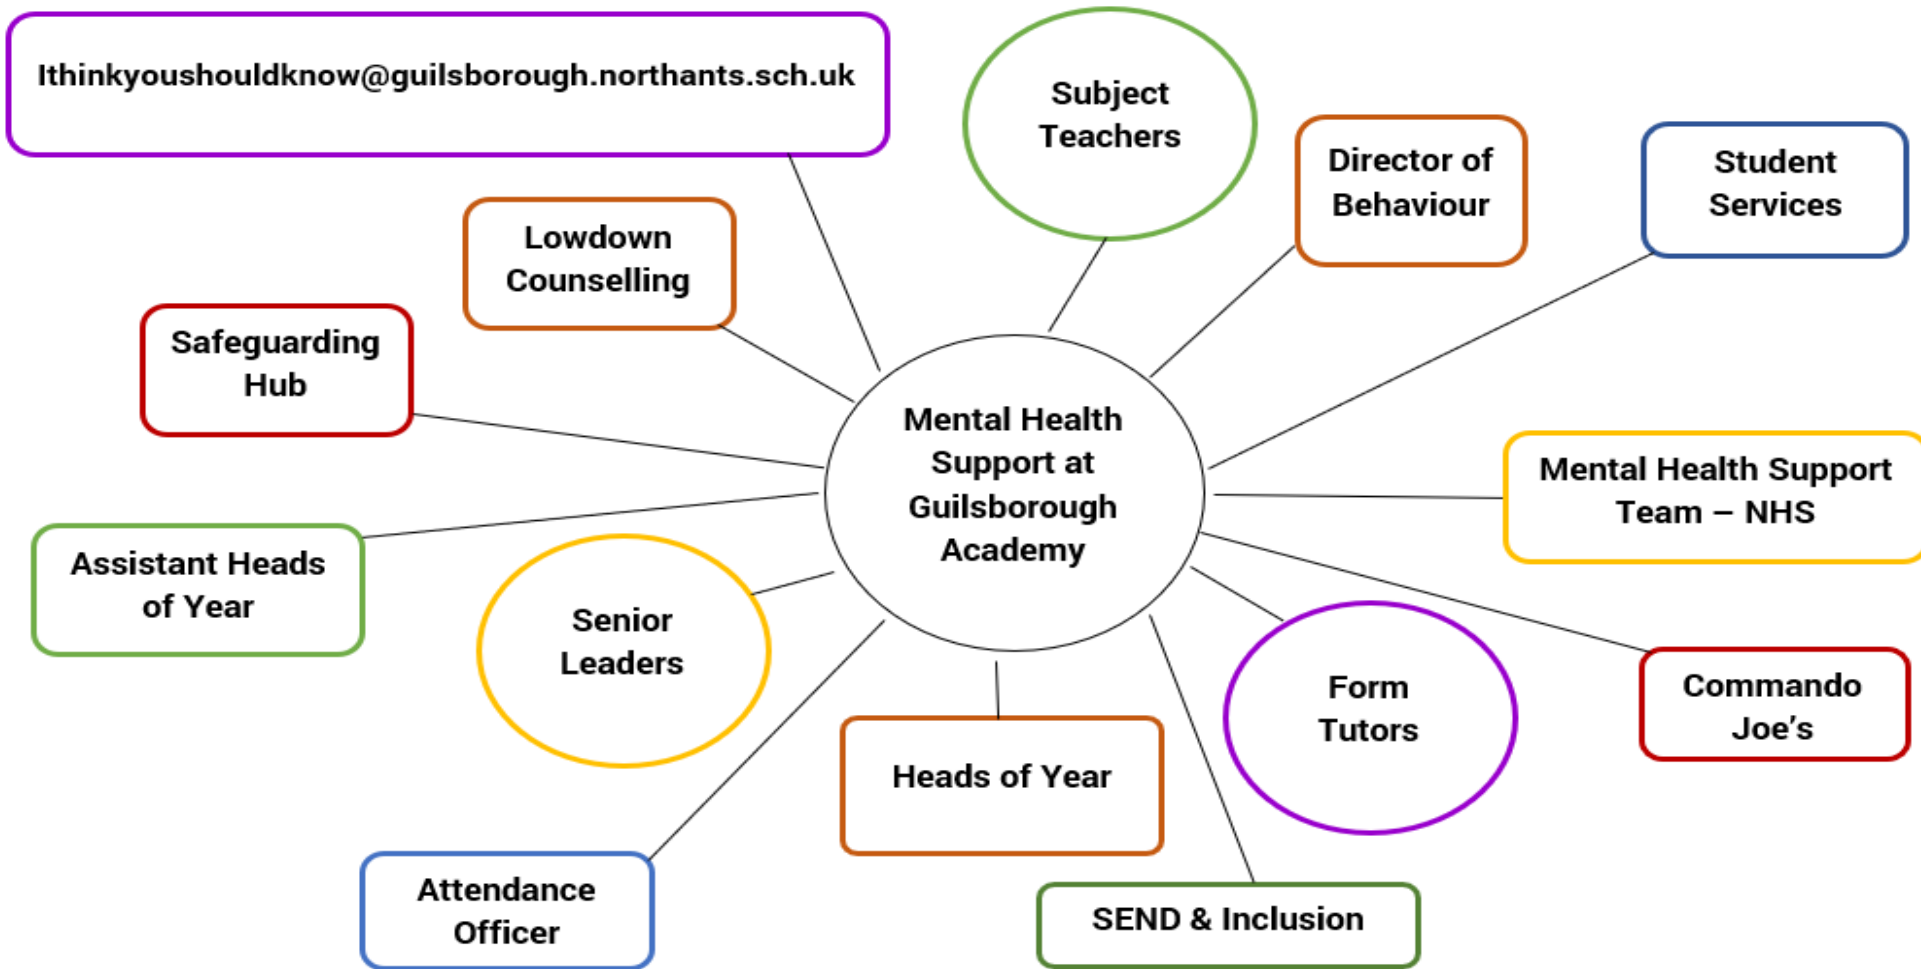 Ithinkyoushouldknow@guilsborough.northants.sch.uk
Subject
Teachers
Director of
Behaviour
Student
Services
Lowdown
Counselling
Safeguarding
Hub
Mental Health
Support at
Guilsborough
Academy
Mental Health Support
Team – NHS
Assistant Heads
of Year
Senior
Leaders
Form
Tutors
Commando
Joe’s
Heads of Year
Attendance
Officer
SEND & Inclusion